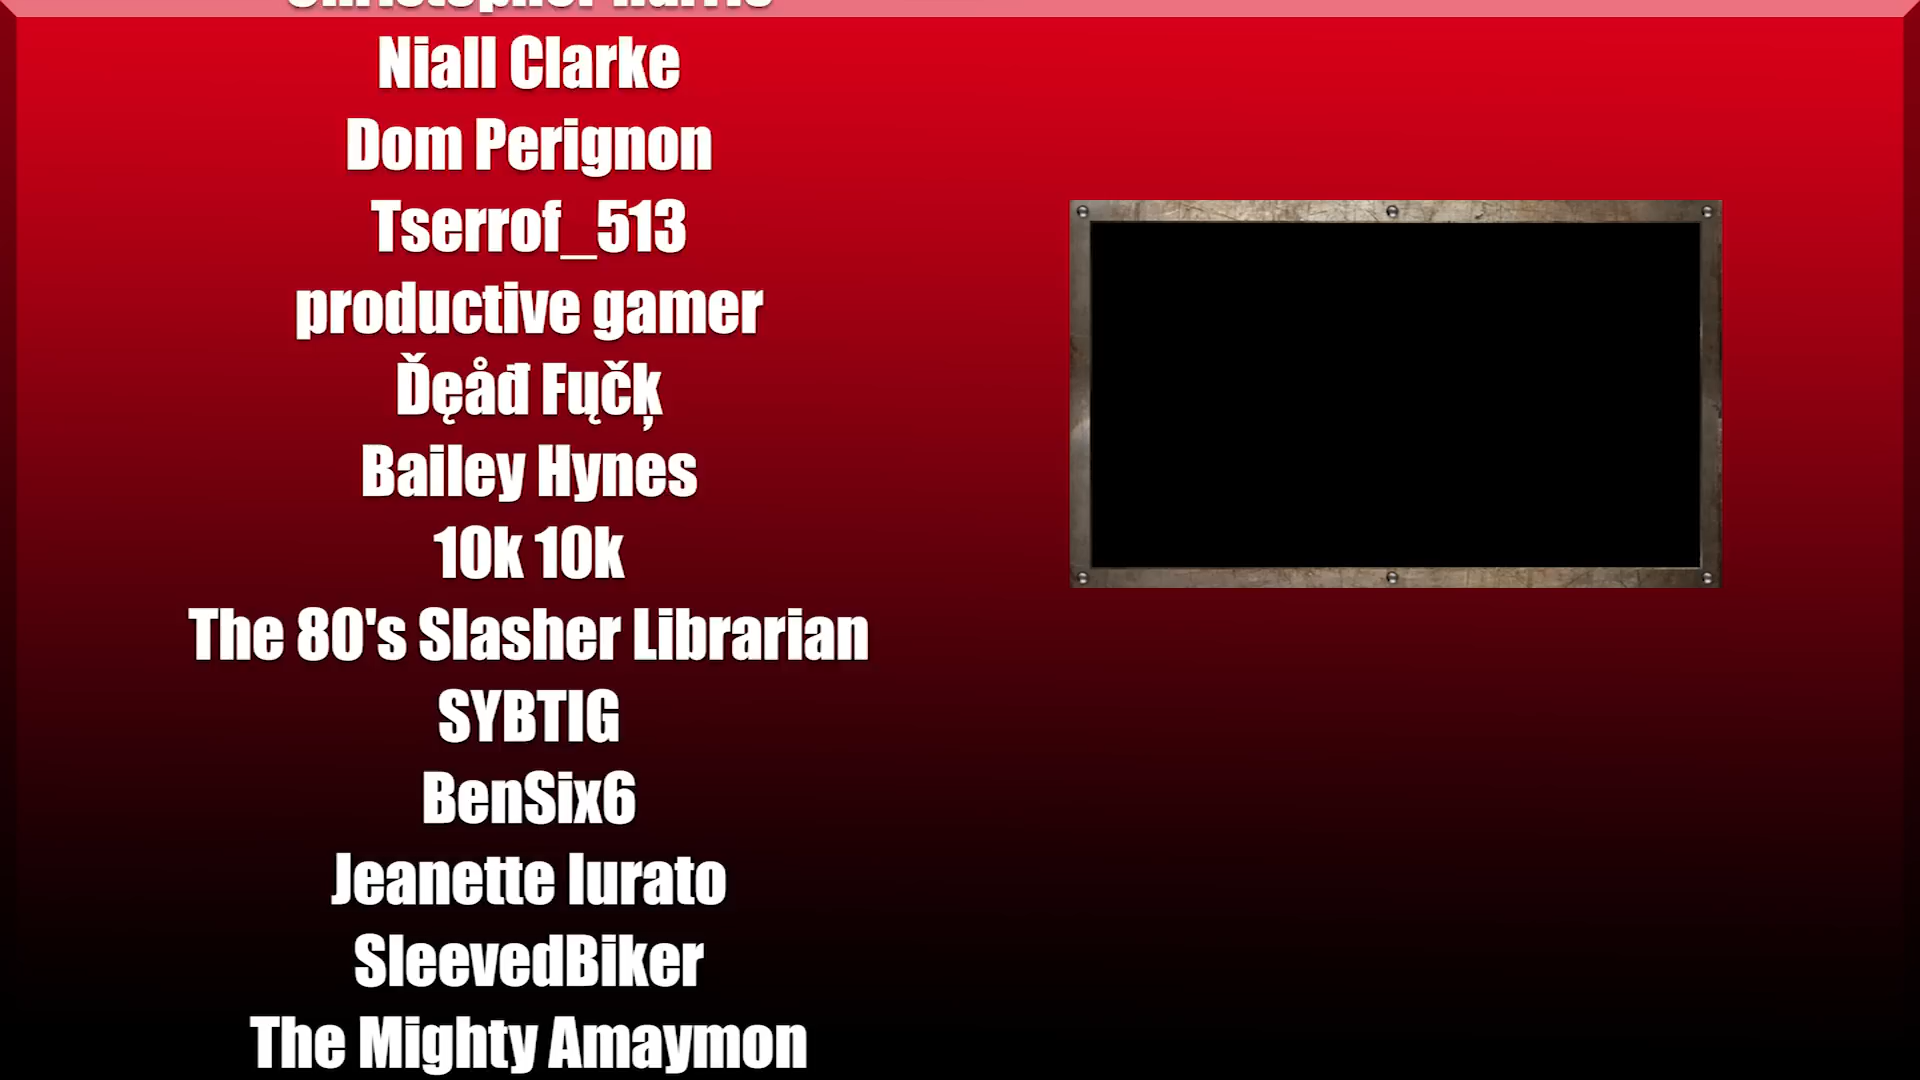 Niall Clarke
Dom Perignon
Tserrof_513
productive gamer
Ďęåđ Fųčķ
Bailey Hynes
10k 10k
The 80's Slasher Librarian
SYBTIG
BenSix6
Jeanette Iurato
SleevedBiker
The Mighty Amaymon